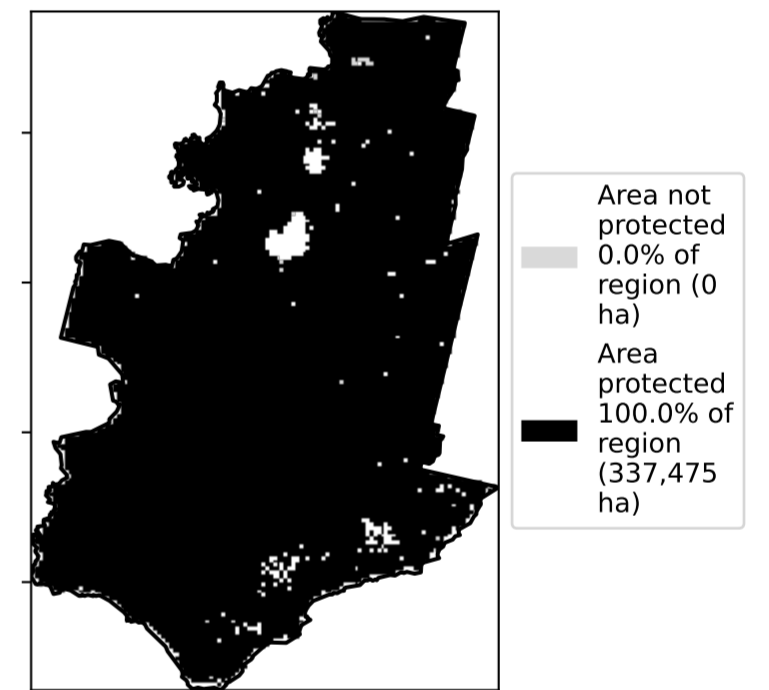 Area not
protected
0.0% of
region (0
ha)
Area
protected
100.0% of
region
(337,475
ha)